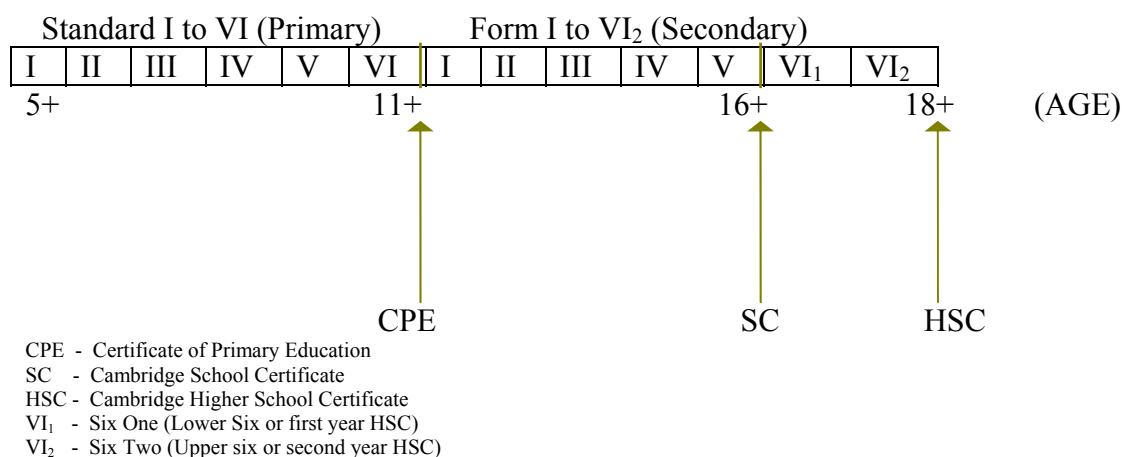 Standard I to VI (Primary) Form I to VI₂ (Secondary)
I II III IV V VI I II III IV V VI₁ VI₂
5+ 11+ 16+ 18+ (AGE)
CPE SC HSC
CPE - Certificate of Primary Education
SC - Cambridge School Certificate
HSC - Cambridge Higher School Certificate
VI₁ - Six One (Lower Six or first year HSC)
VI₂ - Six Two (Upper six or second year HSC)